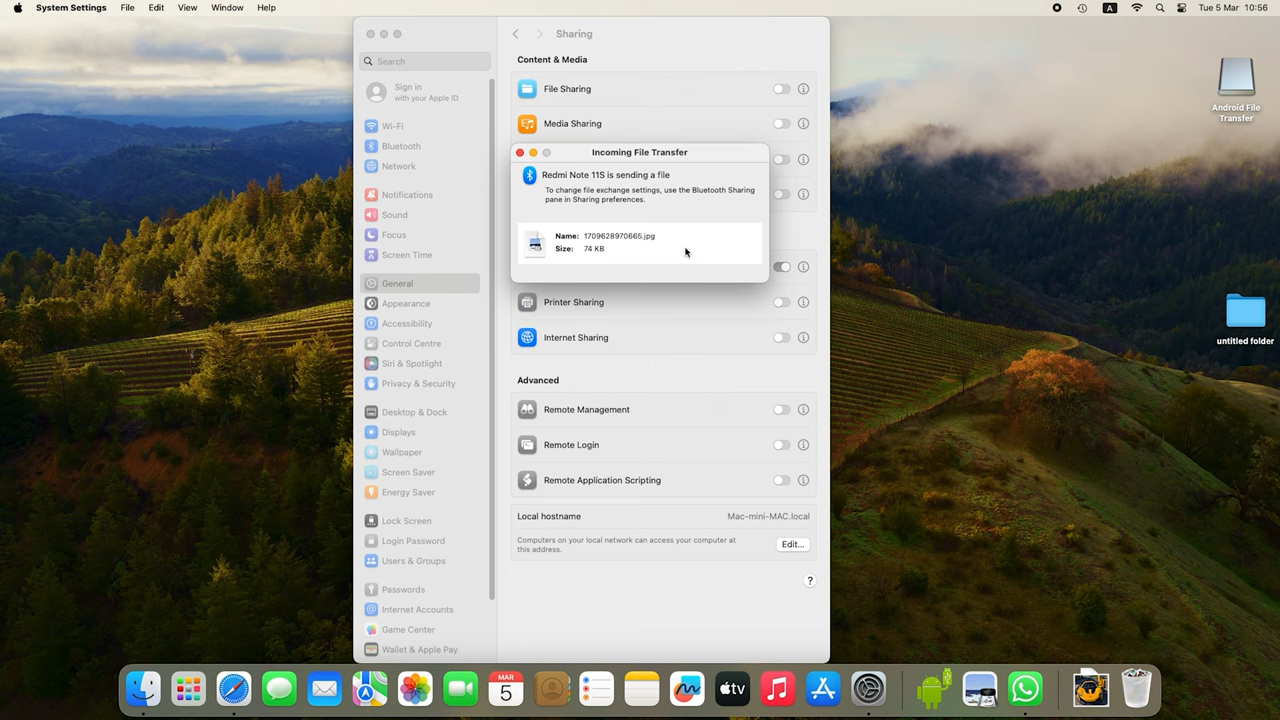 System Settings File Edit View Window Help
A Tue 5 Mar 10:56
Sharing
Search
Sign in
with your Apple ID
Wi-Fi
Bluetooth
Network
Notifications
Sound
Focus
Screen Time
General
Appearance
Accessibility
Control Centre
Siri & Spotlight
Privacy & Security
Desktop & Dock
Displays
Wallpaper
Screen Saver
Energy Saver
Lock Screen
Login Password
Users & Groups
Passwords
Internet Accounts
Game Center
Wallet & Apple Pay
Content & Media
File Sharing
Media Sharing
Incoming File Transfer
Redmi Note 11S is sending a file
To change file exchange settings, use the Bluetooth Sharing
pane in Sharing preferences.
Name: 1709628970665.jpg
Size: 74 KB
Printer Sharing
Internet Sharing
Advanced
Remote Management
Remote Login
Remote Application Scripting
Local hostname Mac-mini-MAC.local
Computers on your local network can access your computer at
this address.
Edit...
?
Android File
Transfer
untitled folder
MAR
5
tv